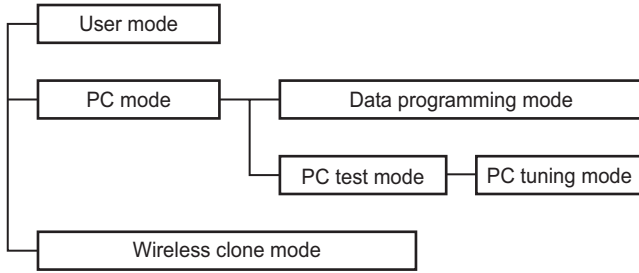 User mode
PC mode
Data programming mode
PC test mode
PC tuning mode
Wireless clone mode